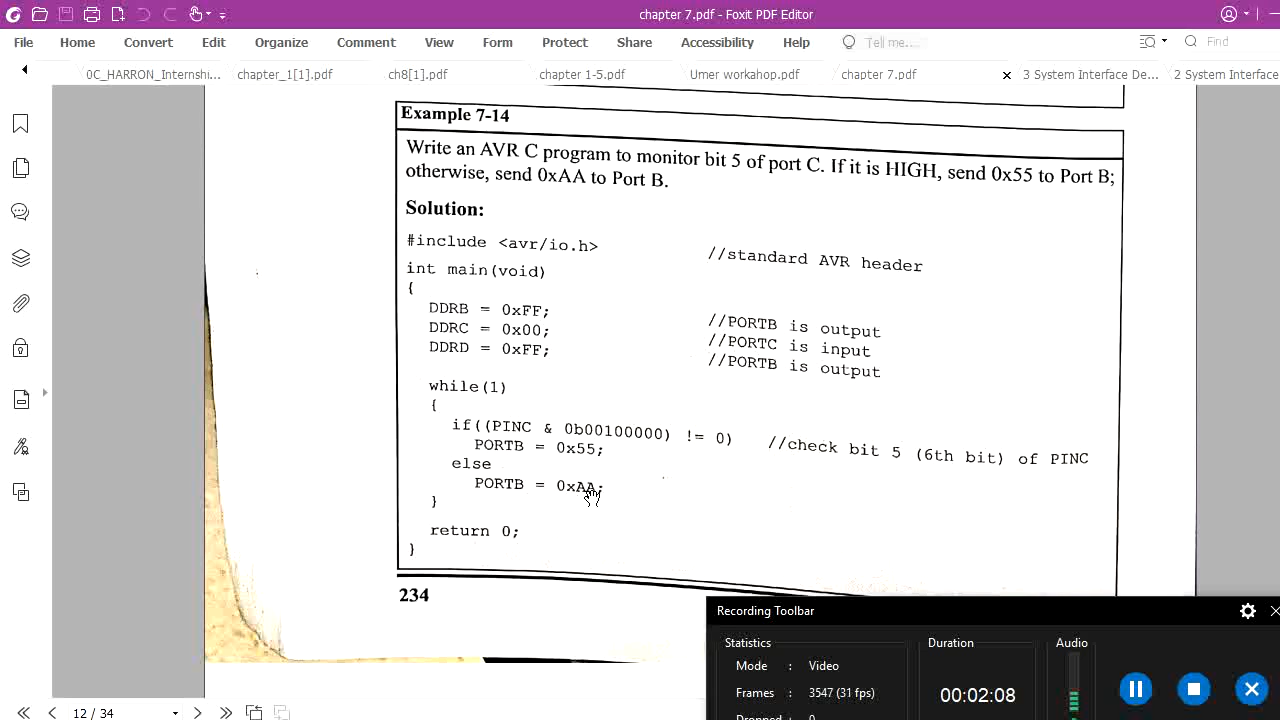 chapter 7.pdf - Foxit PDF Editor
File Home Convert Edit Organize Comment View Form Protect Share Accessibility Help Tell me... Find
0C_HARRON_Internshi... chapter_1[1].pdf ch8[1].pdf chapter 1-5.pdf Umer workahop.pdf chapter 7.pdf 3 System Interface De... 2 System Interface
Example 7-14
Write an AVR C program to monitor bit 5 of port C. If it is HIGH, send 0x55 to Port B;
otherwise, send 0xAA to Port B.
Solution:
#include <avr/io.h> //standard AVR header
int main(void)
{
DDRB = 0xFF; //PORTB is output
DDRC = 0x00; //PORTC is input
DDRD = 0xFF; //PORTB is output
while(1)
{
if((PINC & 0b00100000) != 0) //check bit 5 (6th bit) of PINC
PORTB = 0x55;
else
PORTB = 0xAA;
}
return 0;
}
234
Recording Toolbar
Statistics Duration Audio
Mode : Video
Frames : 3547 (31 fps) 00:02:08
Dropped : 0
12 / 34